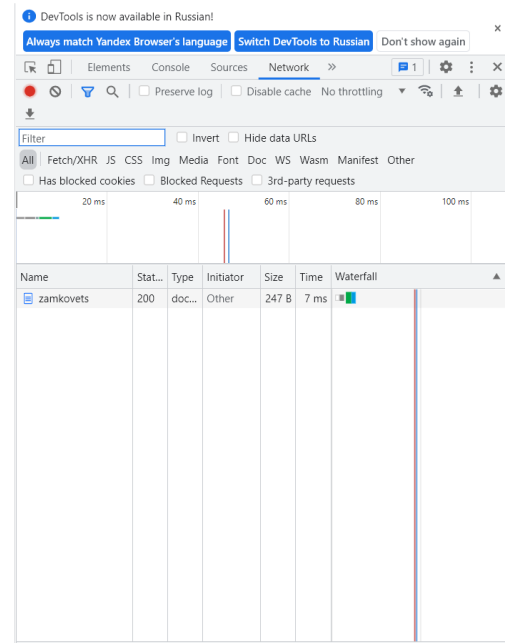 DevTools is now available in Russian!
Always match Yandex Browser's language Switch DevTools to Russian Don't show again
Elements Console Sources Network 1
Preserve log Disable cache No throttling
Filter Invert Hide data URLs
All Fetch/XHR JS CSS Img Media Font Doc WS Wasm Manifest Other
Has blocked cookies Blocked Requests 3rd-party requests
20 ms 40 ms 60 ms 80 ms 100 ms
Name Stat... Type Initiator Size Time Waterfall
zamkovets 200 doc... Other 247 B 7 ms